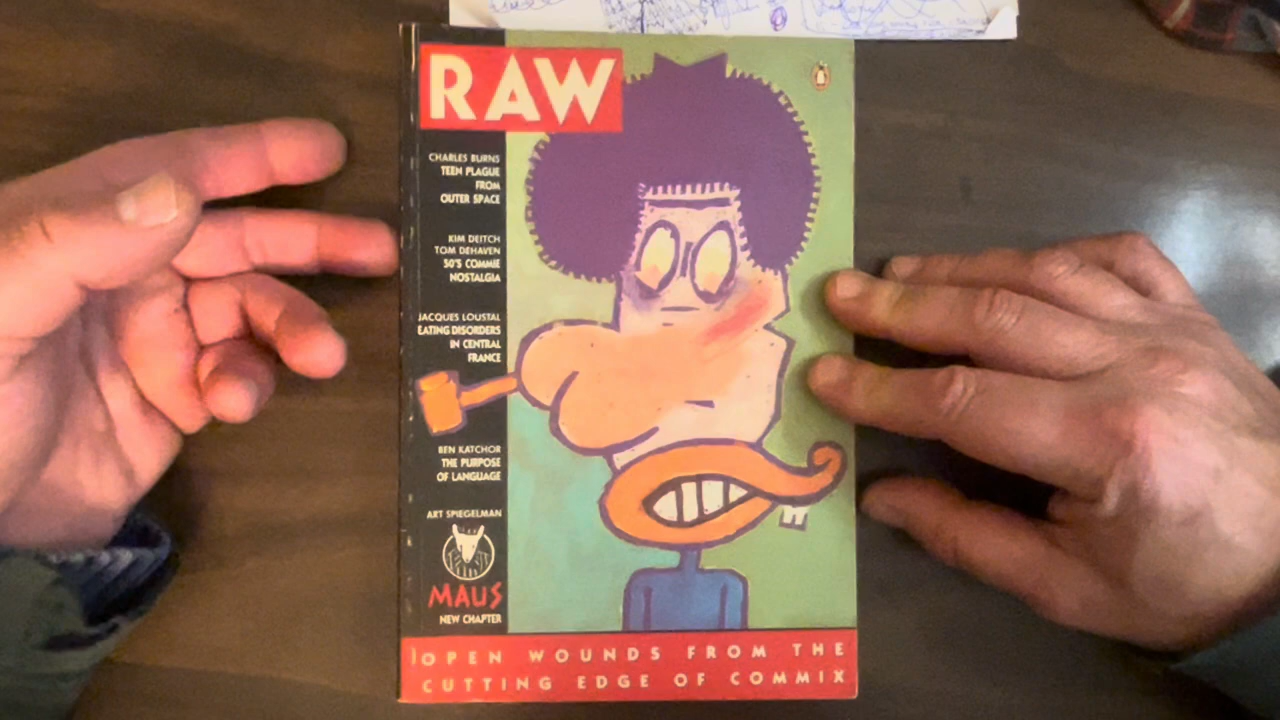 RAW
CHARLES BURNS
TEEN PLAGUE
FROM
OUTER SPACE
KIM DEITCH
TOM DEHAVEN
50'S COMMIE
NOSTALGIA
JACQUES LOUSTAL
EATING DISORDERS
IN CENTRAL
FRANCE
BEN KATCHOR
THE PURPOSE
OF LANGUAGE
ART SPIEGELMAN
MAUS
NEW CHAPTER
OPEN WOUNDS FROM THE
CUTTING EDGE OF COMMIX